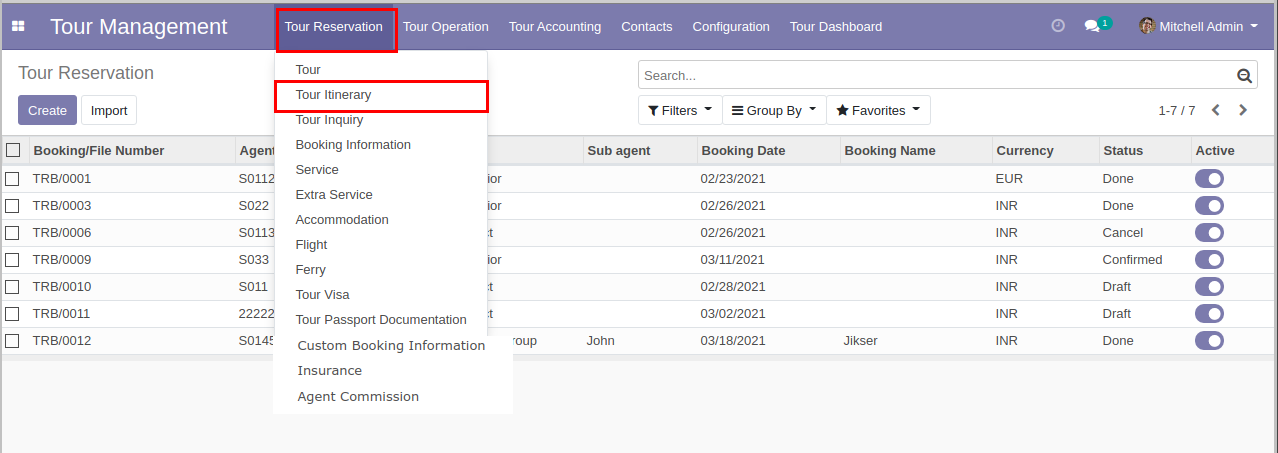 Tour Management Tour Reservation Tour Operation Tour Accounting Contacts Configuration Tour Dashboard 1 Mitchell Admin
Tour Reservation
Search...
Create Import
Filters Group By Favorites 1-7 / 7
Tour
Tour Itinerary
Tour Inquiry
Booking Information
Service
Extra Service
Accommodation
Flight
Ferry
Tour Visa
Tour Passport Documentation
Custom Booking Information
Insurance
Agent Commission
Booking/File Number Agent Sub agent Booking Date Booking Name Currency Status Active
TRB/0001 S0112 ior 02/23/2021 EUR Done
TRB/0003 S022 ior 02/26/2021 INR Done
TRB/0006 S0113 ct 02/26/2021 INR Cancel
TRB/0009 S033 ior 03/11/2021 INR Confirmed
TRB/0010 S011 ct 02/28/2021 INR Draft
TRB/0011 22222 ct 03/02/2021 INR Draft
TRB/0012 S0145 roup John 03/18/2021 Jikser INR Done